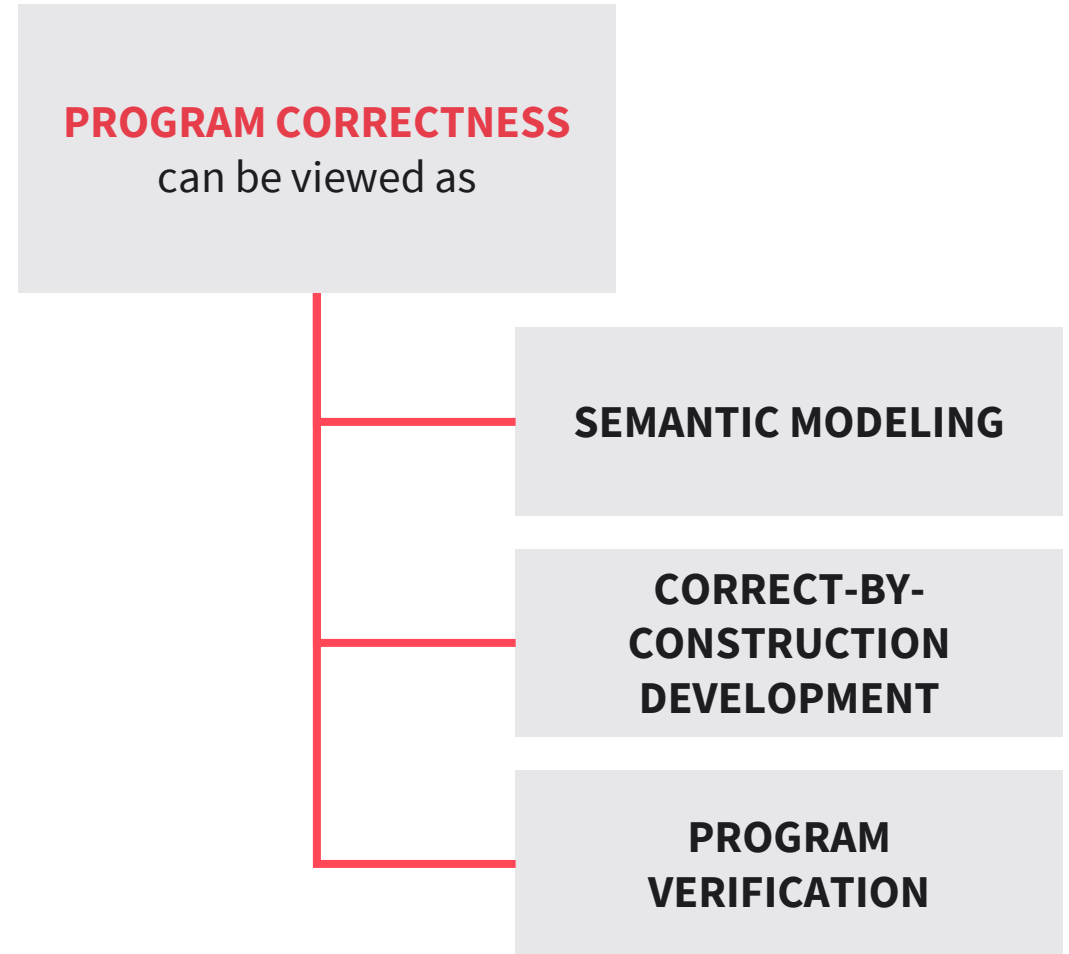 PROGRAM CORRECTNESS
can be viewed as
SEMANTIC MODELING
CORRECT-BY-
CONSTRUCTION
DEVELOPMENT
PROGRAM
VERIFICATION